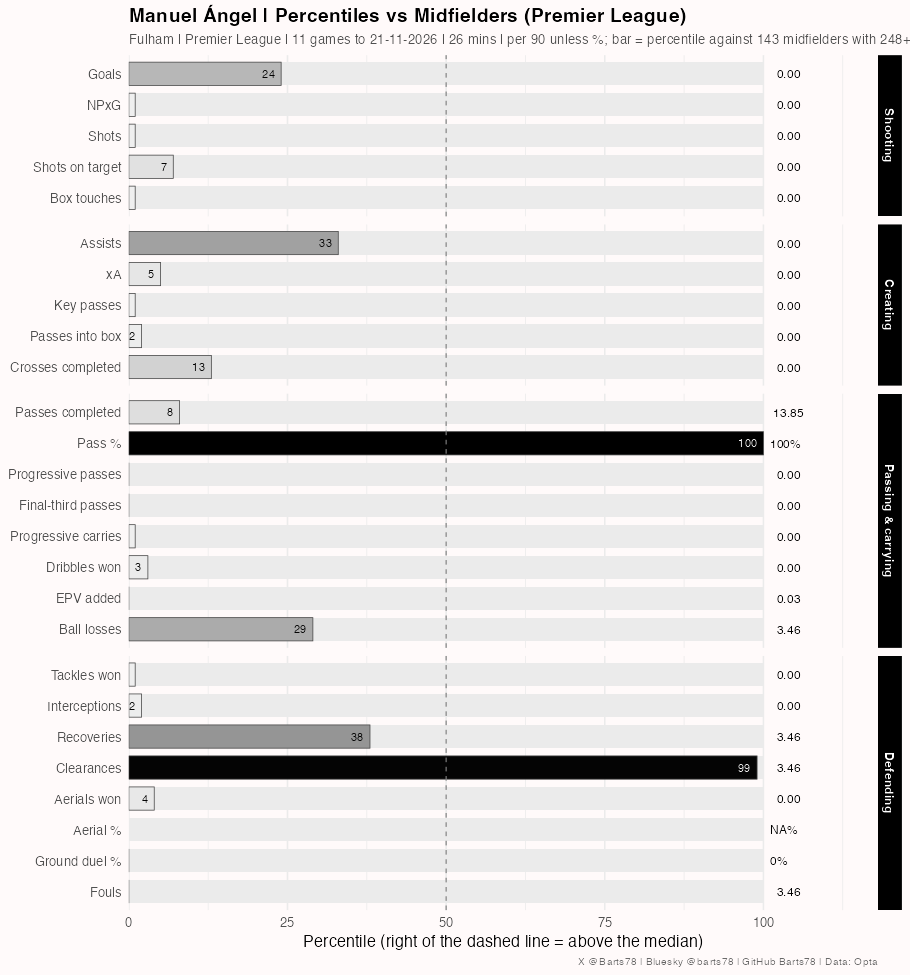 Manuel Ángel | Percentiles vs Midfielders (Premier League)
Fulham | Premier League | 11 games to 21-11-2026 | 26 mins | per 90 unless %; bar = percentile against 143 midfielders with 248+
Shooting
Goals 24 0.00
NPxG 0.00
Shots 0.00
Shots on target 7 0.00
Box touches 0.00
Creating
Assists 33 0.00
xA 5 0.00
Key passes 0.00
Passes into box 2 0.00
Crosses completed 13 0.00
Passing & carrying
Passes completed 8 13.85
Pass % 100 100%
Progressive passes 0.00
Final-third passes 0.00
Progressive carries 0.00
Dribbles won 3 0.00
EPV added 0.03
Ball losses 29 3.46
Defending
Tackles won 0.00
Interceptions 2 0.00
Recoveries 38 3.46
Clearances 99 3.46
Aerials won 4 0.00
Aerial % NA%
Ground duel % 0%
Fouls 3.46
0 25 50 75 100
Percentile (right of the dashed line = above the median)
X @Barts78 | Bluesky @barts78 | GitHub Barts78 | Data: Opta